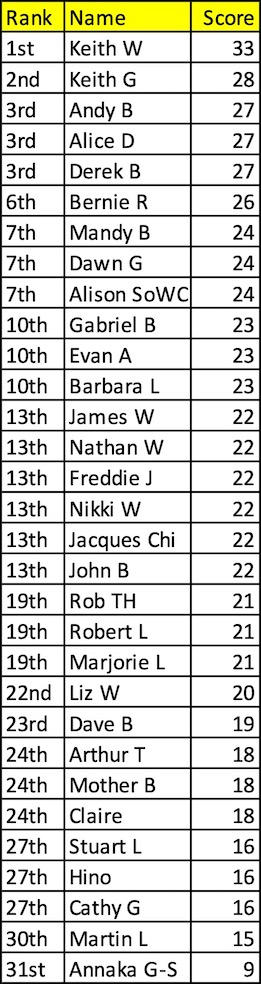 Rank Name Score
1st Keith W 33
2nd Keith G 28
3rd Andy B 27
3rd Alice D 27
3rd Derek B 27
6th Bernie R 26
7th Mandy B 24
7th Dawn G 24
7th Alison SoWC 24
10th Gabriel B 23
10th Evan A 23
10th Barbara L 23
13th James W 22
13th Nathan W 22
13th Freddie J 22
13th Nikki W 22
13th Jacques Chi 22
13th John B 22
19th Rob TH 21
19th Robert L 21
19th Marjorie L 21
22nd Liz W 20
23rd Dave B 19
24th Arthur T 18
24th Mother B 18
24th Claire 18
27th Stuart L 16
27th Hino 16
27th Cathy G 16
30th Martin L 15
31st Annaka G-S 9